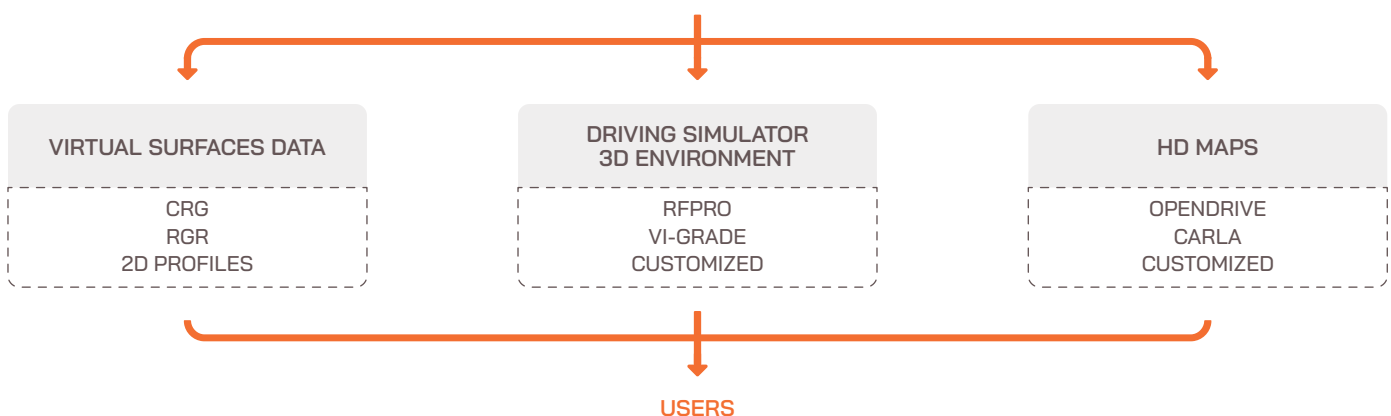 VIRTUAL SURFACES DATA
CRG
RGR
2D PROFILES
DRIVING SIMULATOR
3D ENVIRONMENT
RFPRO
VI-GRADE
CUSTOMIZED
HD MAPS
OPENDRIVE
CARLA
CUSTOMIZED
USERS